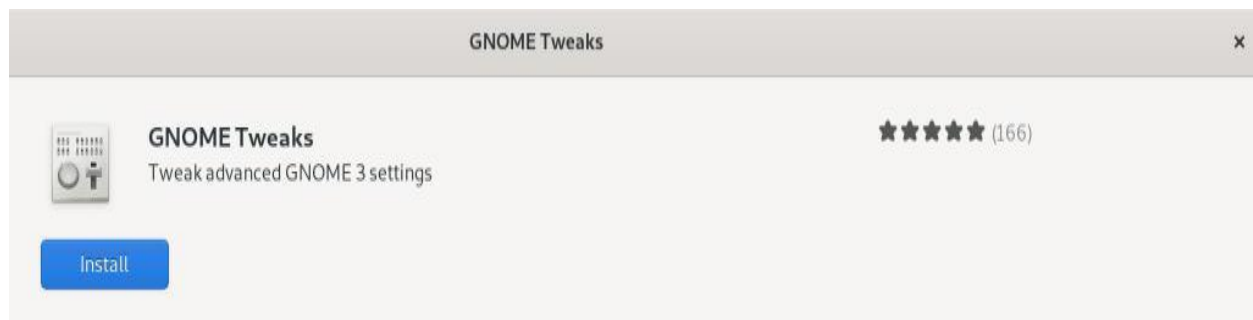 GNOME Tweaks
×
GNOME Tweaks
(166)
Tweak advanced GNOME 3 settings
Install